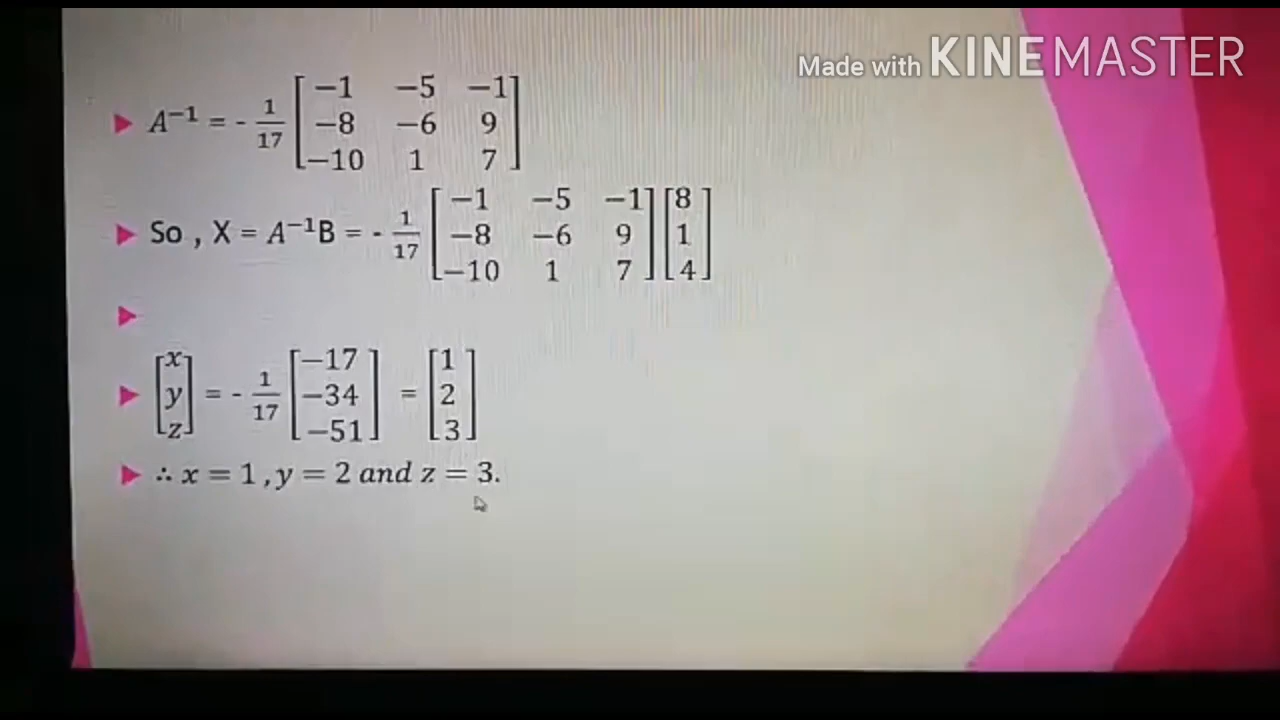 Made with KINEMASTER
A⁻¹ = - 1/17 [−1 −5 −1; −8 −6 9; −10 1 7]
So , X = A⁻¹B = - 1/17 [−1 −5 −1; −8 −6 9; −10 1 7] [8; 1; 4]
[x; y; z] = - 1/17 [−17; −34; −51] = [1; 2; 3]
∴ x = 1 , y = 2 and z = 3.